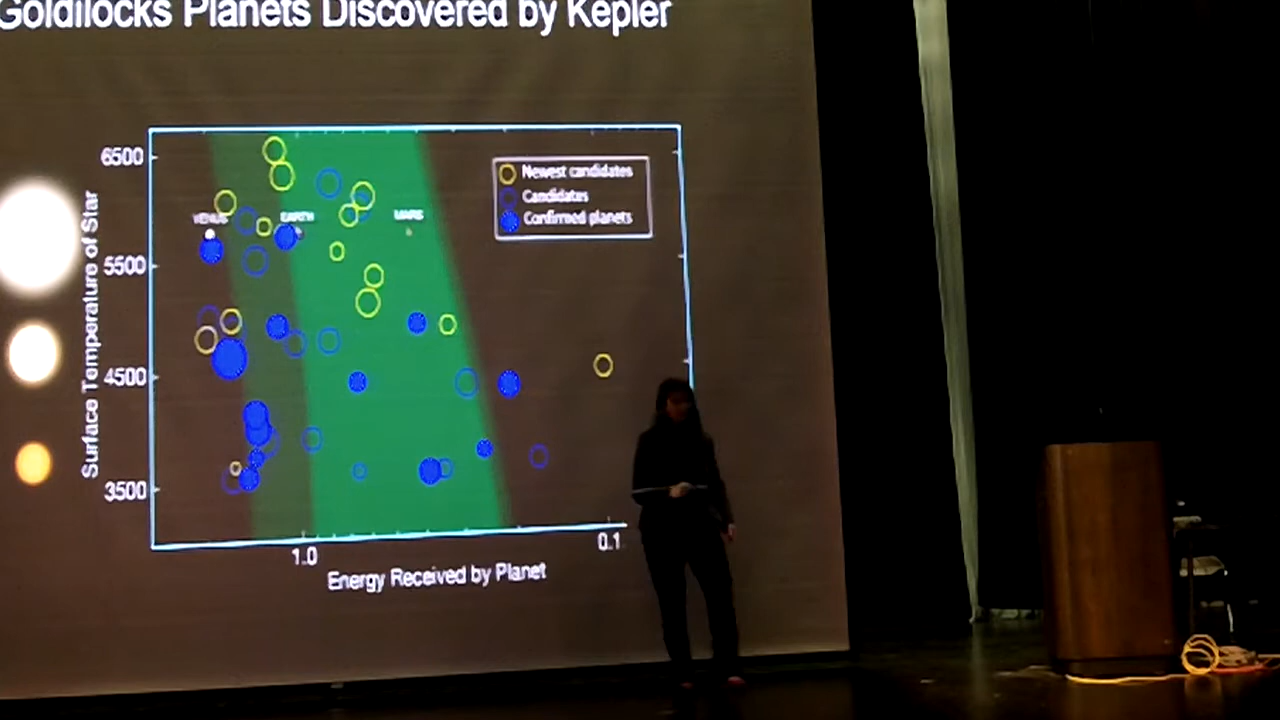 Goldilocks Planets Discovered by Kepler
6500
5500
4500
3500
Surface Temperature of Star
VENUS
EARTH
MARS
Newest candidates
Candidates
Confirmed planets
1.0
0.1
Energy Received by Planet